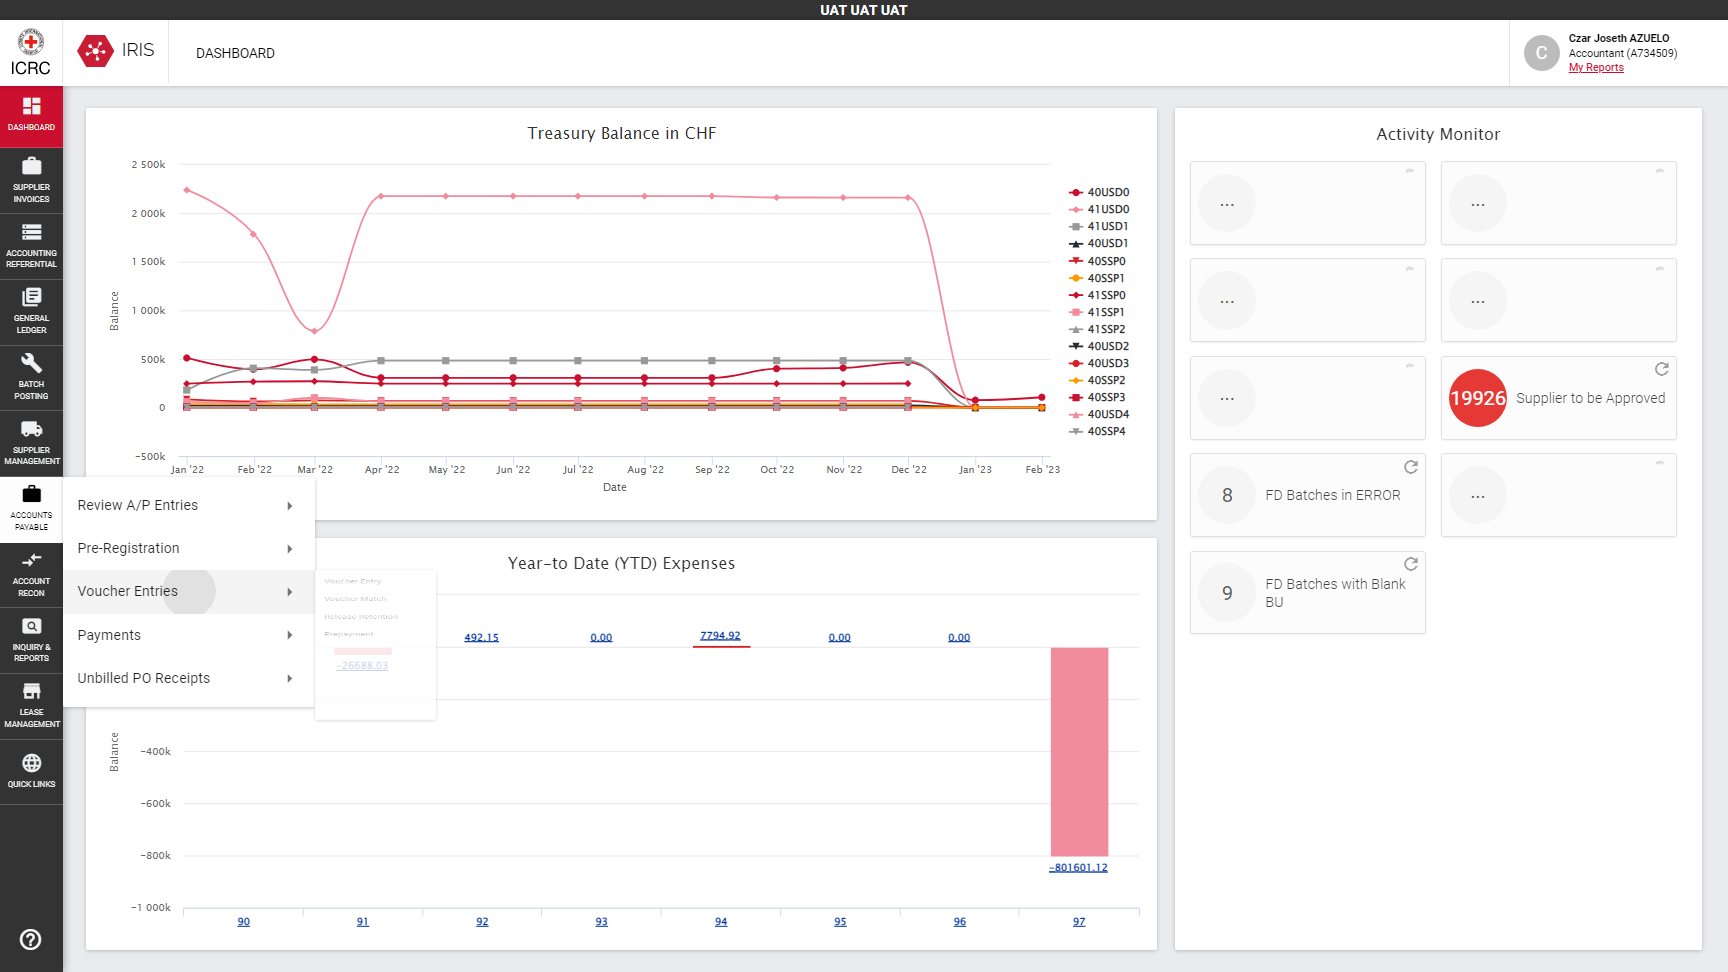 UAT UAT UAT
ICRC
IRIS
DASHBOARD
C
Czar Joseth AZUELO
Accountant (A734509)
My Reports
DASHBOARD
SUPPLIER
INVOICES
ACCOUNTING
REFERENTIAL
GENERAL
LEDGER
BATCH
POSTING
SUPPLIER
MANAGEMENT
ACCOUNTS
PAYABLE
ACCOUNT
RECON
INQUIRY &
REPORTS
LEASE
MANAGEMENT
QUICK LINKS
Treasury Balance in CHF
Balance
2 500k
2 000k
1 500k
1 000k
500k
0
−500k
Jan '22
Feb '22
Mar '22
Apr '22
May '22
Jun '22
Jul '22
Aug '22
Sep '22
Oct '22
Nov '22
Dec '22
Jan '23
Feb '23
Date
40USD0
41USD0
41USD1
40USD1
40SSP0
40SSP1
41SSP0
41SSP1
41SSP2
40USD2
40USD3
40SSP2
40SSP3
40USD4
40SSP4
Review A/P Entries
Pre-Registration
Voucher Entries
Payments
Unbilled PO Receipts
Voucher Entry
Voucher Match
Release Retention
Prepayment
Year-to Date (YTD) Expenses
Balance
−26688.03
492.15
0.00
7794.92
0.00
0.00
−801601.12
−400k
−600k
−800k
−1 000k
90
91
92
93
94
95
96
97
Activity Monitor
...
...
...
...
...
19926
Supplier to be Approved
8
FD Batches in ERROR
...
9
FD Batches with Blank
BU